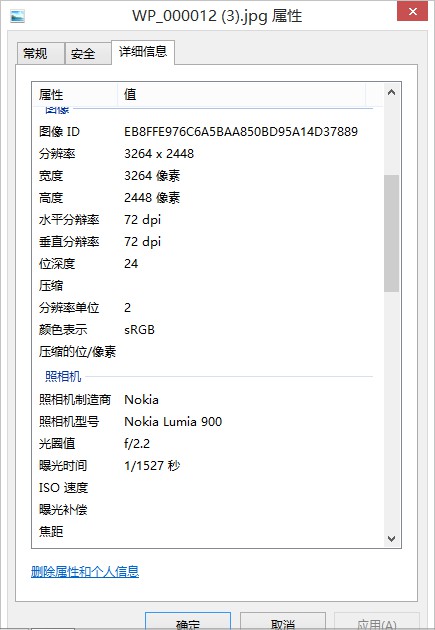 WP_000012 (3).jpg 属性
常规 安全 详细信息
属性 值
图像
图像 ID EB8FFE976C6A5BAA850BD95A14D37889
分辨率 3264 x 2448
宽度 3264 像素
高度 2448 像素
水平分辩率 72 dpi
垂直分辩率 72 dpi
位深度 24
压缩
分辨率单位 2
颜色表示 sRGB
压缩的位/像素
照相机
照相机制造商 Nokia
照相机型号 Nokia Lumia 900
光圈值 f/2.2
曝光时间 1/1527 秒
ISO 速度
曝光补偿
焦距
删除属性和个人信息
确定 取消 应用(A)